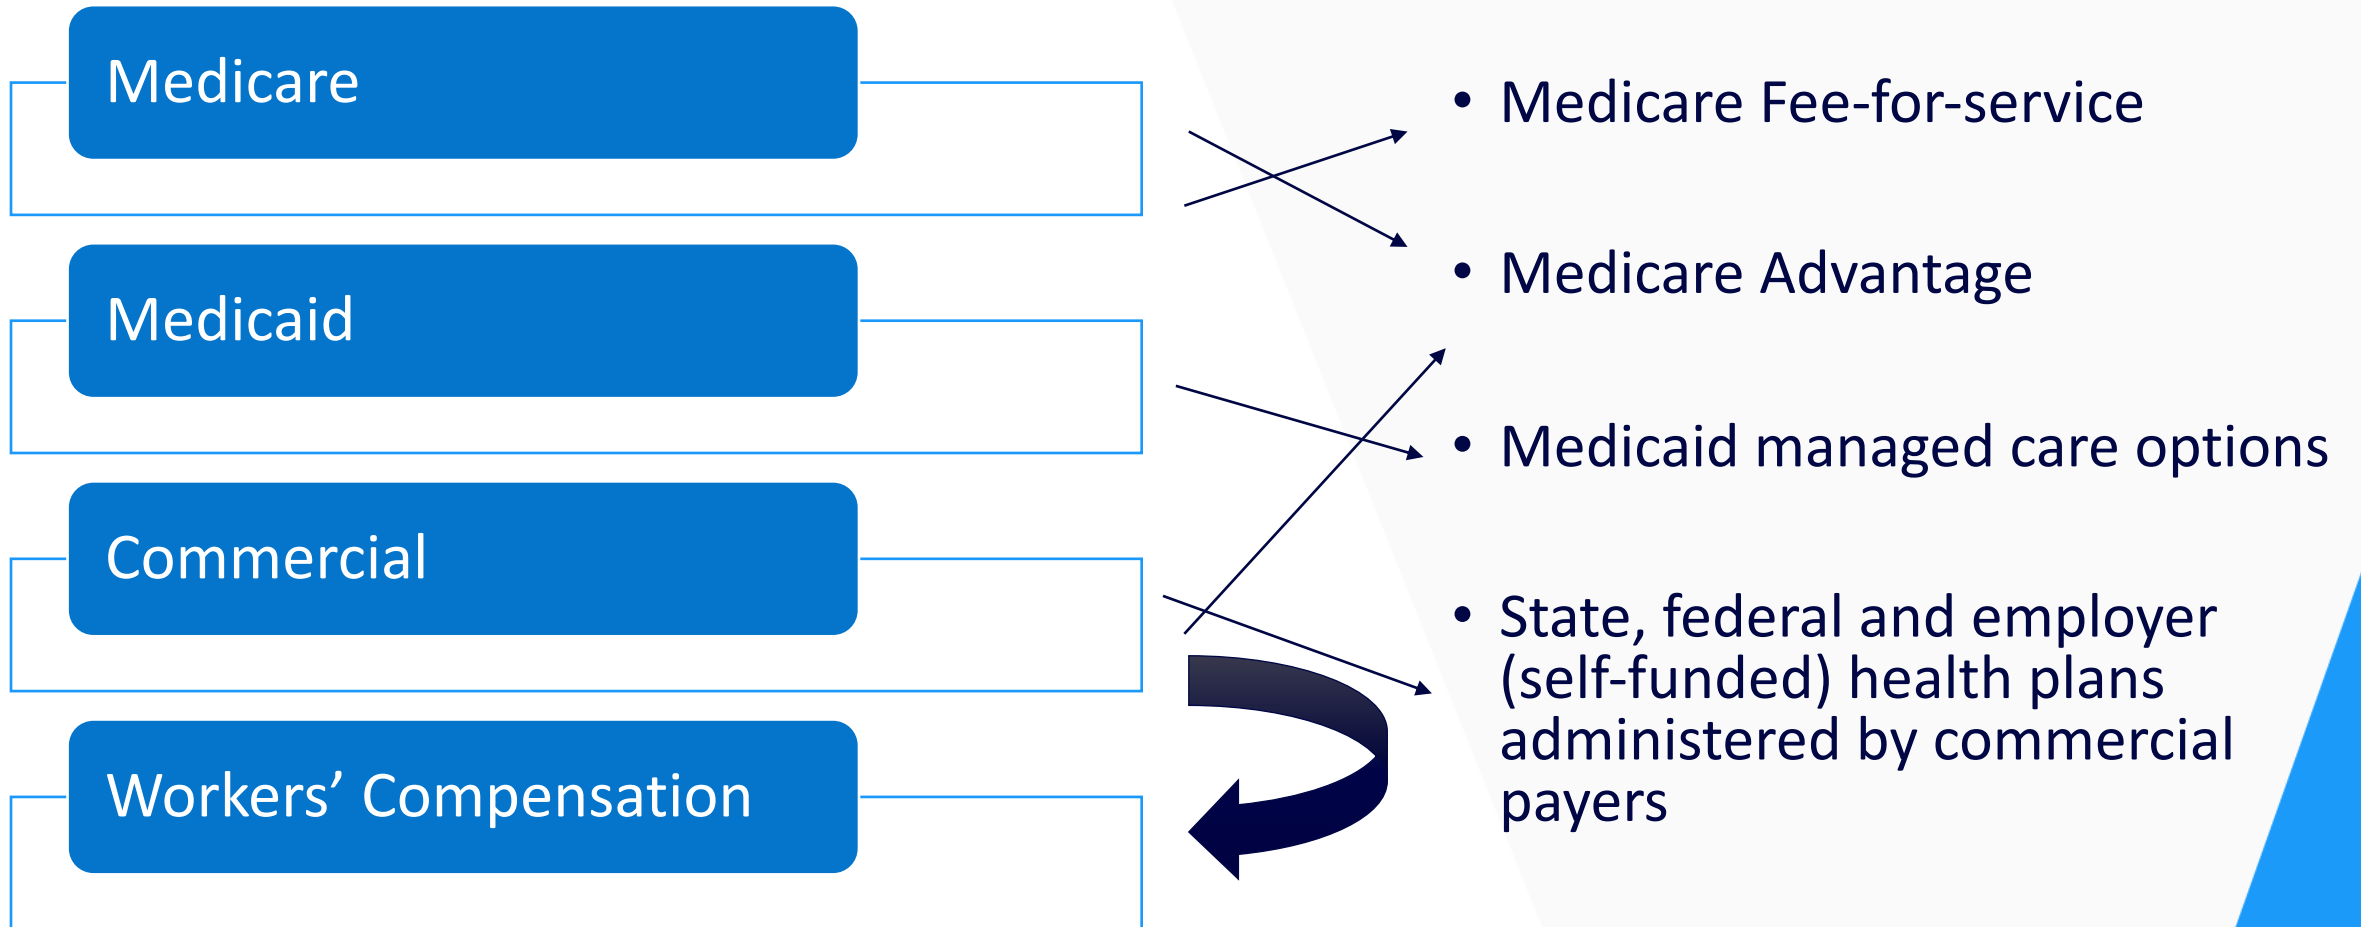 Medicare
Medicaid
Commercial
Workers’ Compensation
• Medicare Fee-for-service
• Medicare Advantage
• Medicaid managed care options
• State, federal and employer
(self-funded) health plans
administered by commercial
payers